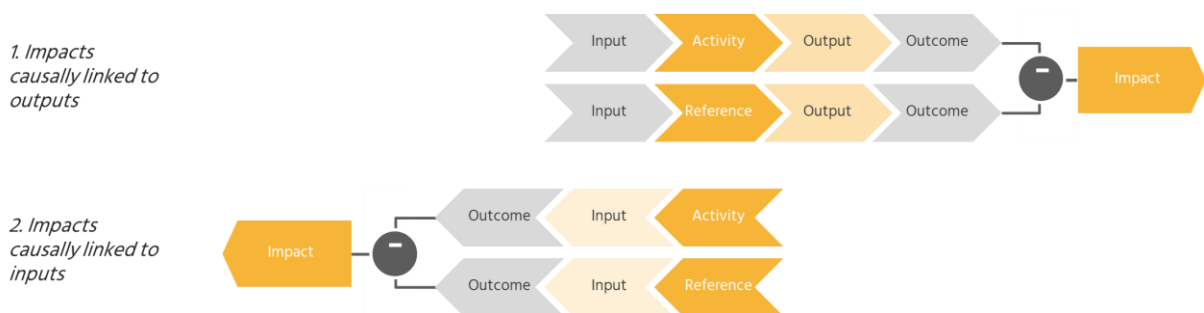 1. Impacts
causally linked to
outputs
Input Activity Output Outcome
- Impact
Input Reference Output Outcome
2. Impacts
causally linked to
inputs
Outcome Input Activity
Impact -
Outcome Input Reference